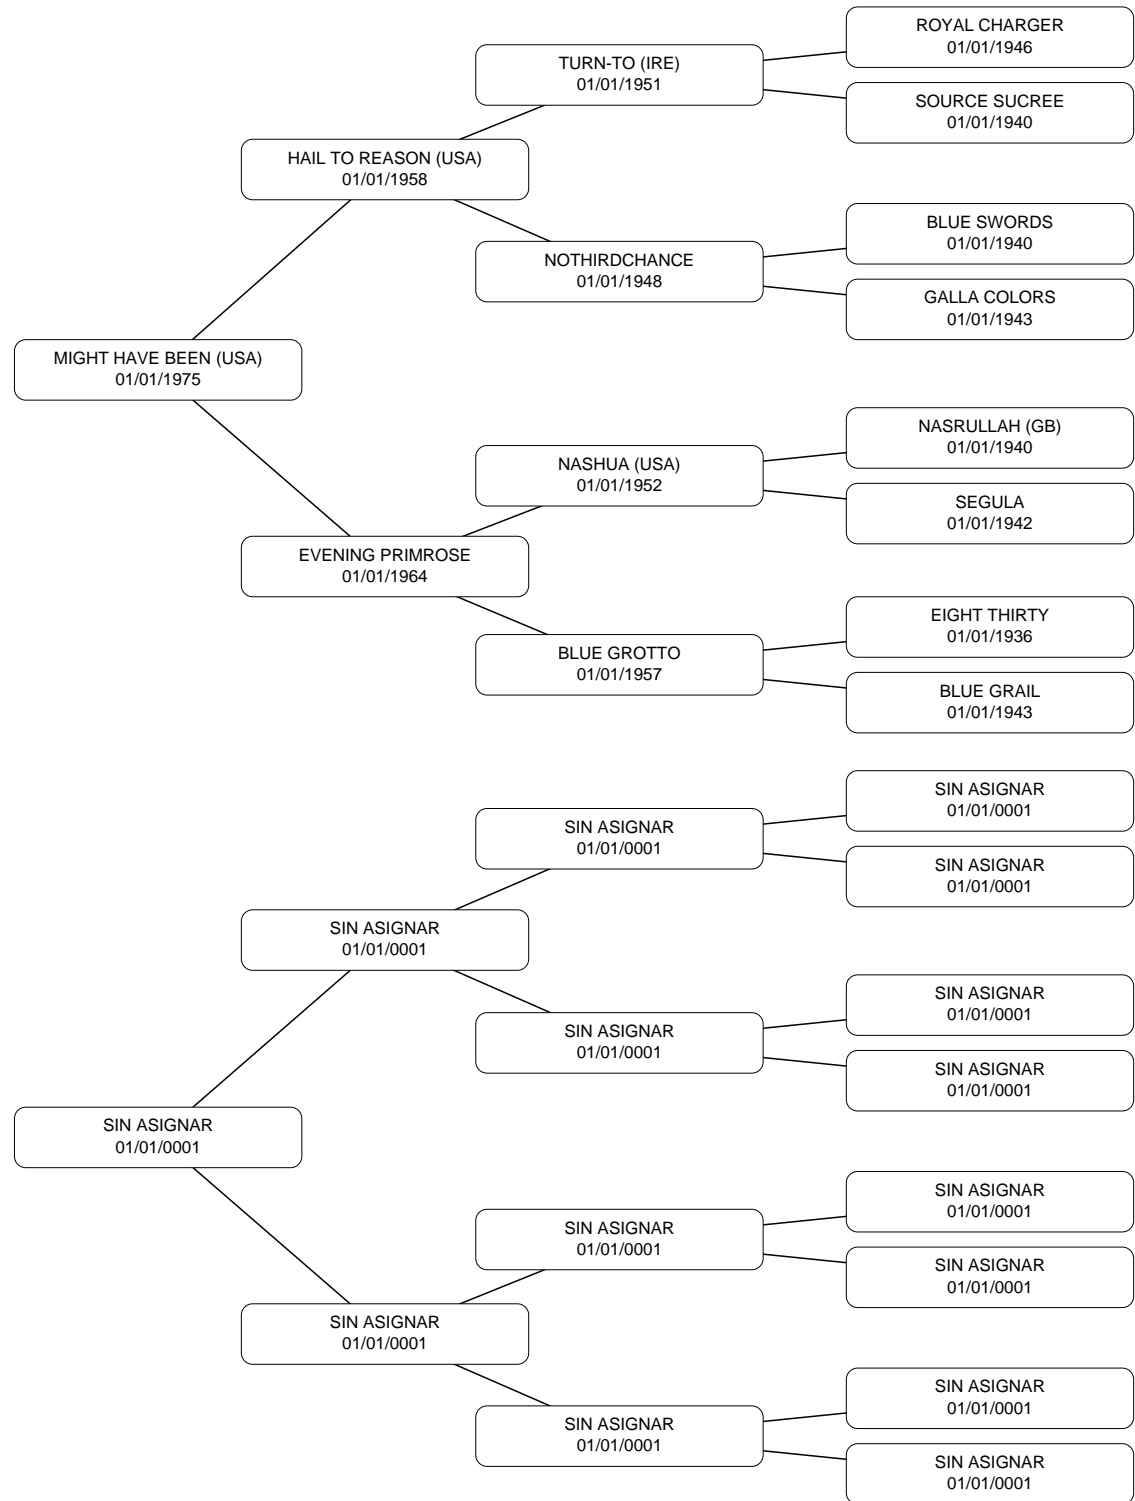 ROYAL CHARGER
01/01/1946
TURN-TO (IRE)
01/01/1951
SOURCE SUCREE
01/01/1940
HAIL TO REASON (USA)
01/01/1958
BLUE SWORDS
01/01/1940
NOTHIRDCHANCE
01/01/1948
GALLA COLORS
01/01/1943
MIGHT HAVE BEEN (USA)
01/01/1975
NASRULLAH (GB)
01/01/1940
NASHUA (USA)
01/01/1952
SEGULA
01/01/1942
EVENING PRIMROSE
01/01/1964
EIGHT THIRTY
01/01/1936
BLUE GROTTO
01/01/1957
BLUE GRAIL
01/01/1943
SIN ASIGNAR
01/01/0001
SIN ASIGNAR
01/01/0001
SIN ASIGNAR
01/01/0001
SIN ASIGNAR
01/01/0001
SIN ASIGNAR
01/01/0001
SIN ASIGNAR
01/01/0001
SIN ASIGNAR
01/01/0001
SIN ASIGNAR
01/01/0001
SIN ASIGNAR
01/01/0001
SIN ASIGNAR
01/01/0001
SIN ASIGNAR
01/01/0001
SIN ASIGNAR
01/01/0001
SIN ASIGNAR
01/01/0001
SIN ASIGNAR
01/01/0001
SIN ASIGNAR
01/01/0001